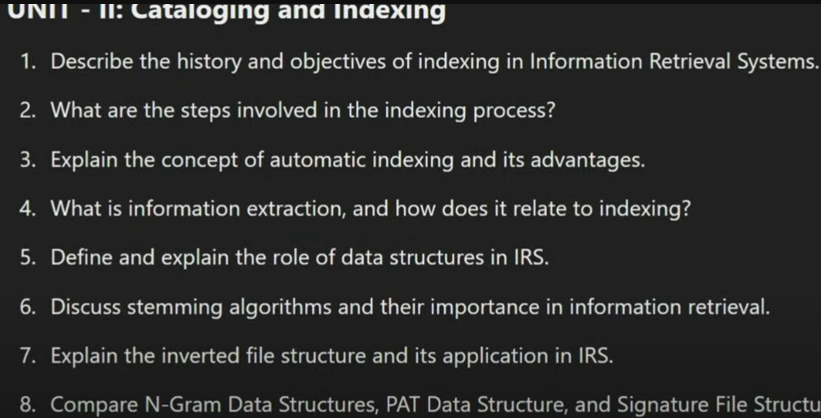 UNIT - II: Cataloging and Indexing
1. Describe the history and objectives of indexing in Information Retrieval Systems.
2. What are the steps involved in the indexing process?
3. Explain the concept of automatic indexing and its advantages.
4. What is information extraction, and how does it relate to indexing?
5. Define and explain the role of data structures in IRS.
6. Discuss stemming algorithms and their importance in information retrieval.
7. Explain the inverted file structure and its application in IRS.
8. Compare N-Gram Data Structures, PAT Data Structure, and Signature File Structu